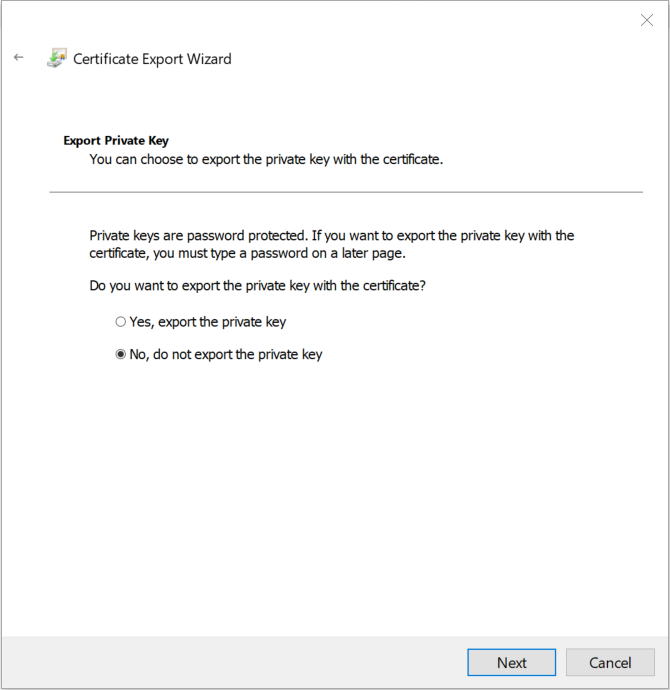 Certificate Export Wizard
Export Private Key
You can choose to export the private key with the certificate.
Private keys are password protected. If you want to export the private key with the
certificate, you must type a password on a later page.
Do you want to export the private key with the certificate?
Yes, export the private key
No, do not export the private key
Next
Cancel